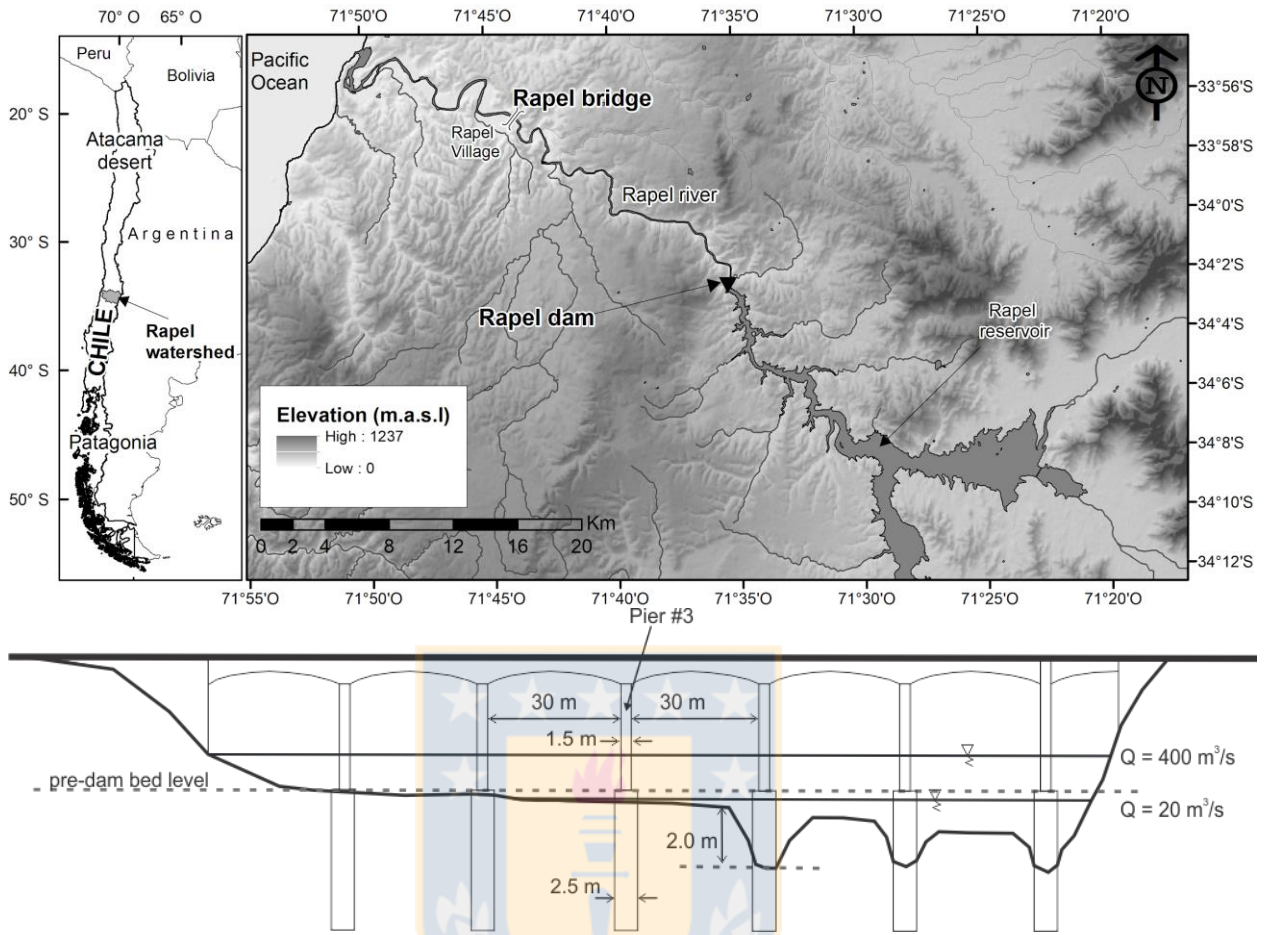 70° O 65° O
Peru
Bolivia
20° S
Atacama
desert
Argentina
30° S
Rapel
watershed
CHILE
40° S
Patagonia
50° S
71°50'O 71°45'O 71°40'O 71°35'O 71°30'O 71°25'O 71°20'O
Pacific
Ocean
Rapel bridge
Rapel
Village
Rapel river
Rapel dam
Rapel
reservoir
N
33°56'S
33°58'S
34°0'S
34°2'S
34°4'S
34°6'S
34°8'S
34°10'S
34°12'S
Elevation (m.a.s.l)
High : 1237
Low : 0
Km
0 2 4 8 12 16 20
71°55'O 71°50'O 71°45'O 71°40'O 71°35'O 71°30'O 71°25'O 71°20'O
Pier #3
30 m 30 m
1.5 m
Q = 400 m³/s
pre-dam bed level
Q = 20 m³/s
2.0 m
2.5 m